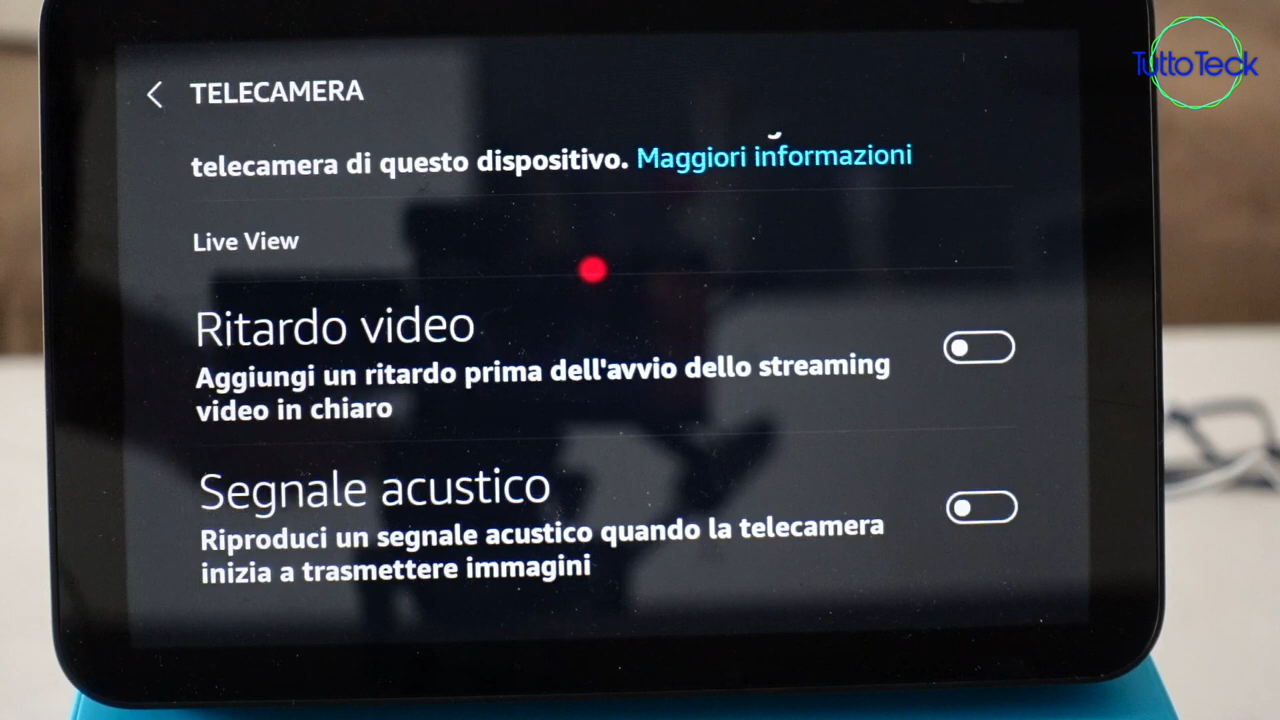 TuttoTeck
TELECAMERA
telecamera di questo dispositivo. Maggiori informazioni
Live View
Ritardo video
Aggiungi un ritardo prima dell'avvio dello streaming
video in chiaro
Segnale acustico
Riproduci un segnale acustico quando la telecamera
inizia a trasmettere immagini